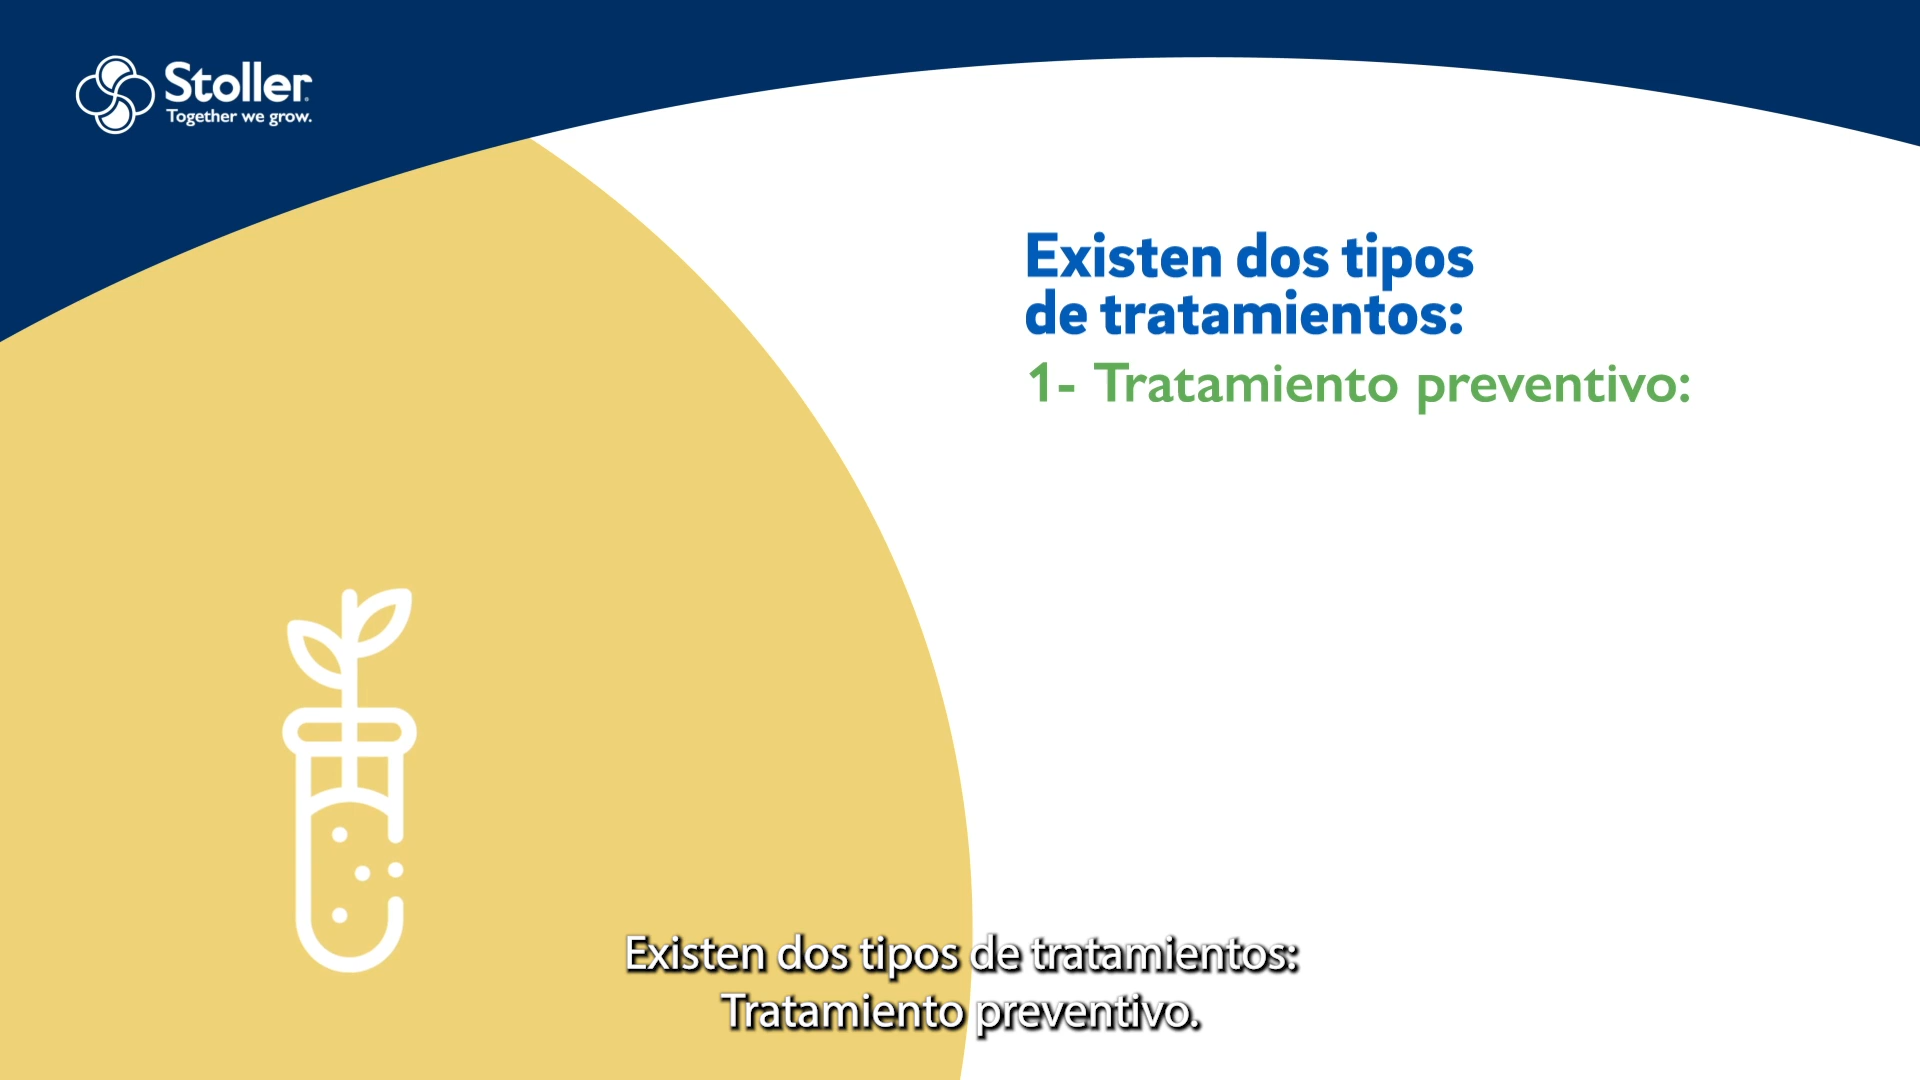 Stoller
Together we grow.
Existen dos tipos
de tratamientos:
1- Tratamiento preventivo:
Existen dos tipos de tratamientos:
Tratamiento preventivo.